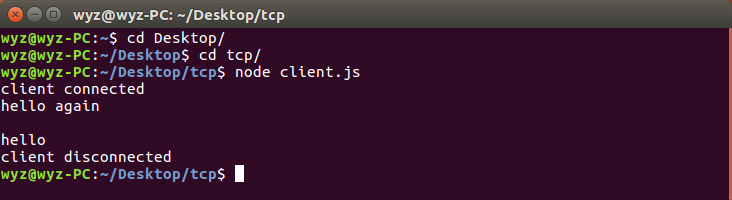 wyz@wyz-PC: ~/Desktop/tcp
wyz@wyz-PC:~$ cd Desktop/
wyz@wyz-PC:~/Desktop$ cd tcp/
wyz@wyz-PC:~/Desktop/tcp$ node client.js
client connected
hello again

hello
client disconnected
wyz@wyz-PC:~/Desktop/tcp$